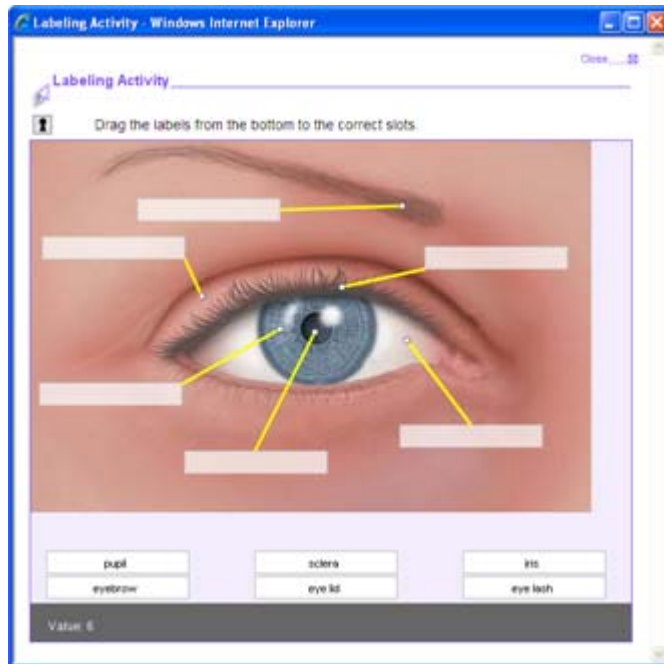 Labeling Activity - Windows Internet Explorer
Close
Labeling Activity
Drag the labels from the bottom to the correct slots.
pupil sclera iris
eyebrow eye lid eye lash
Value: 6